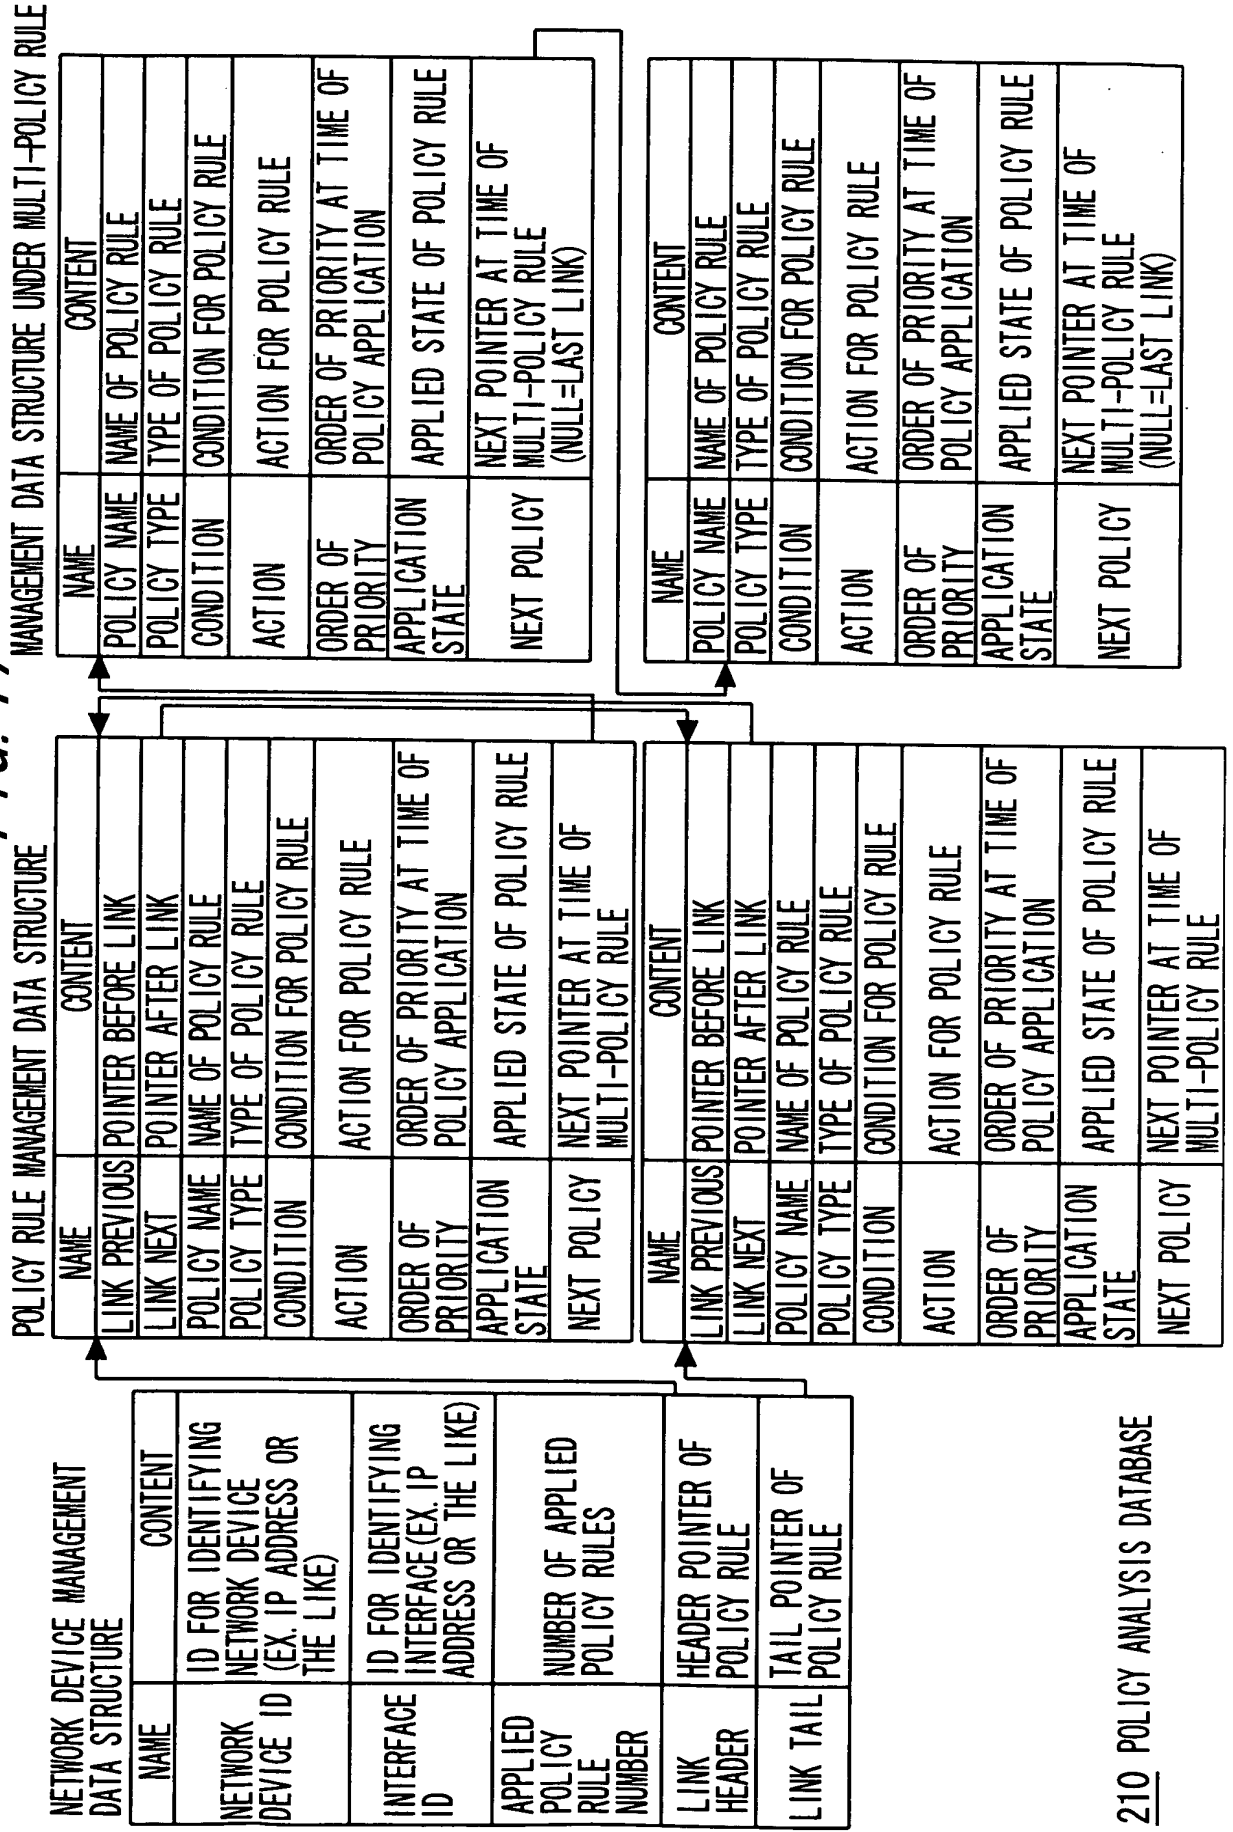 NETWORK DEVICE MANAGEMENT
DATA STRUCTURE
NAME CONTENT
NETWORK
DEVICE ID
ID FOR IDENTIFYING
NETWORK DEVICE
(EX. IP ADDRESS OR
THE LIKE)
INTERFACE
ID
ID FOR IDENTIFYING
INTERFACE(EX. IP
ADDRESS OR THE LIKE)
APPLIED
POLICY
RULE
NUMBER
NUMBER OF APPLIED
POLICY RULES
LINK
HEADER
HEADER POINTER OF
POLICY RULE
LINK TAIL
TAIL POINTER OF
POLICY RULE
210 POLICY ANALYSIS DATABASE
POLICY RULE MANAGEMENT DATA STRUCTURE
NAME CONTENT
LINK PREVIOUS POINTER BEFORE LINK
LINK NEXT POINTER AFTER LINK
POLICY NAME NAME OF POLICY RULE
POLICY TYPE TYPE OF POLICY RULE
CONDITION CONDITION FOR POLICY RULE
ACTION ACTION FOR POLICY RULE
ORDER OF
PRIORITY
ORDER OF PRIORITY AT TIME OF
POLICY APPLICATION
APPLICATION
STATE
APPLIED STATE OF POLICY RULE
NEXT POLICY
NEXT POINTER AT TIME OF
MULTI-POLICY RULE
NAME CONTENT
LINK PREVIOUS POINTER BEFORE LINK
LINK NEXT POINTER AFTER LINK
POLICY NAME NAME OF POLICY RULE
POLICY TYPE TYPE OF POLICY RULE
CONDITION CONDITION FOR POLICY RULE
ACTION ACTION FOR POLICY RULE
ORDER OF
PRIORITY
ORDER OF PRIORITY AT TIME OF
POLICY APPLICATION
APPLICATION
STATE
APPLIED STATE OF POLICY RULE
NEXT POLICY
NEXT POINTER AT TIME OF
MULTI-POLICY RULE
MANAGEMENT DATA STRUCTURE UNDER MULTI-POLICY RULE
NAME CONTENT
POLICY NAME NAME OF POLICY RULE
POLICY TYPE TYPE OF POLICY RULE
CONDITION CONDITION FOR POLICY RULE
ACTION ACTION FOR POLICY RULE
ORDER OF
PRIORITY
ORDER OF PRIORITY AT TIME OF
POLICY APPLICATION
APPLICATION
STATE
APPLIED STATE OF POLICY RULE
NEXT POLICY
NEXT POINTER AT TIME OF
MULTI-POLICY RULE
(NULL=LAST LINK)
NAME CONTENT
POLICY NAME NAME OF POLICY RULE
POLICY TYPE TYPE OF POLICY RULE
CONDITION CONDITION FOR POLICY RULE
ACTION ACTION FOR POLICY RULE
ORDER OF
PRIORITY
ORDER OF PRIORITY AT TIME OF
POLICY APPLICATION
APPLICATION
STATE
APPLIED STATE OF POLICY RULE
NEXT POLICY
NEXT POINTER AT TIME OF
MULTI-POLICY RULE
(NULL=LAST LINK)